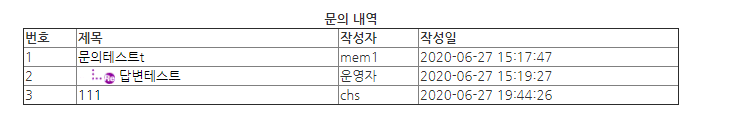 문의 내역
번호 제목 작성자 작성일
1 문의테스트t mem1 2020-06-27 15:17:47
2 Re 답변테스트 운영자 2020-06-27 15:19:27
3 111 chs 2020-06-27 19:44:26